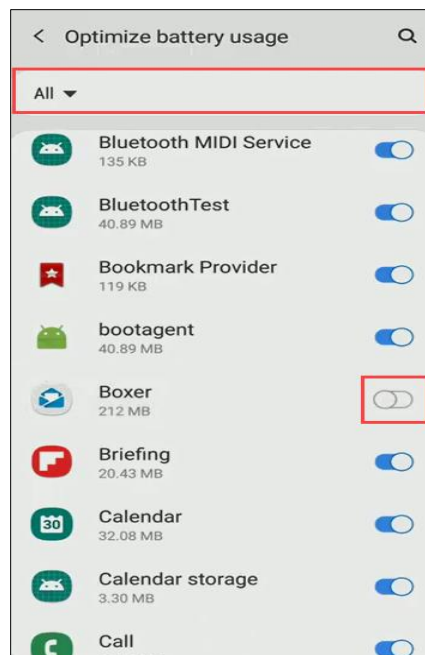 Optimize battery usage
All
Bluetooth MIDI Service
135 KB
BluetoothTest
40.89 MB
Bookmark Provider
119 KB
bootagent
40.89 MB
Boxer
212 MB
Briefing
20.43 MB
30
Calendar
32.08 MB
Calendar storage
3.30 MB
Call